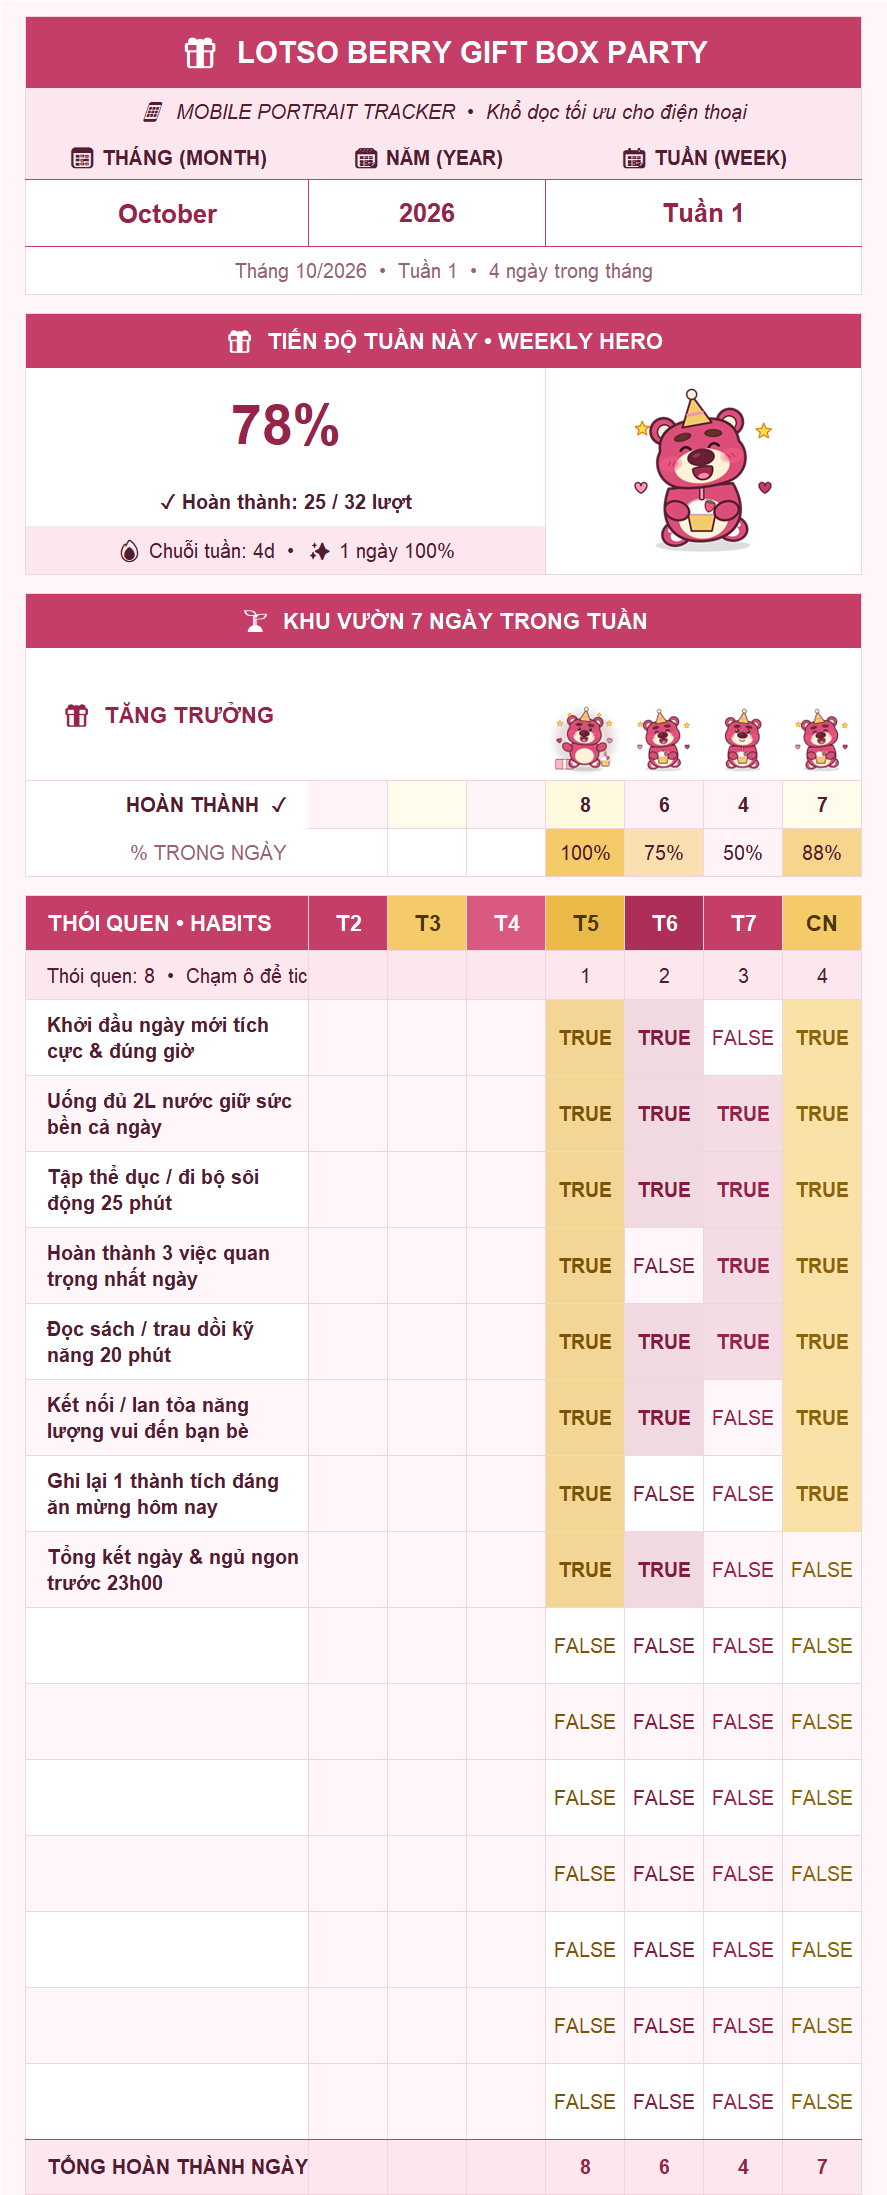 LOTSO BERRY GIFT BOX PARTY
MOBILE PORTRAIT TRACKER • Khổ dọc tối ưu cho điện thoại
THÁNG (MONTH) NĂM (YEAR) TUẦN (WEEK)
October 2026 Tuần 1
Tháng 10/2026 • Tuần 1 • 4 ngày trong tháng
TIẾN ĐỘ TUẦN NÀY • WEEKLY HERO
78%
✓ Hoàn thành: 25 / 32 lượt
Chuỗi tuần: 4d • 1 ngày 100%
KHU VƯỜN 7 NGÀY TRONG TUẦN
TĂNG TRƯỞNG
HOÀN THÀNH ✓ 8 6 4 7
% TRONG NGÀY 100% 75% 50% 88%
THÓI QUEN • HABITS T2 T3 T4 T5 T6 T7 CN
Thói quen: 8 • Chạm ô để tic 1 2 3 4
Khởi đầu ngày mới tích
cực & đúng giờ
TRUE TRUE FALSE TRUE
Uống đủ 2L nước giữ sức
bền cả ngày
TRUE TRUE TRUE TRUE
Tập thể dục / đi bộ sôi
động 25 phút
TRUE TRUE TRUE TRUE
Hoàn thành 3 việc quan
trọng nhất ngày
TRUE FALSE TRUE TRUE
Đọc sách / trau dồi kỹ
năng 20 phút
TRUE TRUE TRUE TRUE
Kết nối / lan tỏa năng
lượng vui đến bạn bè
TRUE TRUE FALSE TRUE
Ghi lại 1 thành tích đáng
ăn mừng hôm nay
TRUE FALSE FALSE TRUE
Tổng kết ngày & ngủ ngon
trước 23h00
TRUE TRUE FALSE FALSE
FALSE FALSE FALSE FALSE
FALSE FALSE FALSE FALSE
FALSE FALSE FALSE FALSE
FALSE FALSE FALSE FALSE
FALSE FALSE FALSE FALSE
FALSE FALSE FALSE FALSE
FALSE FALSE FALSE FALSE
TỔNG HOÀN THÀNH NGÀY 8 6 4 7